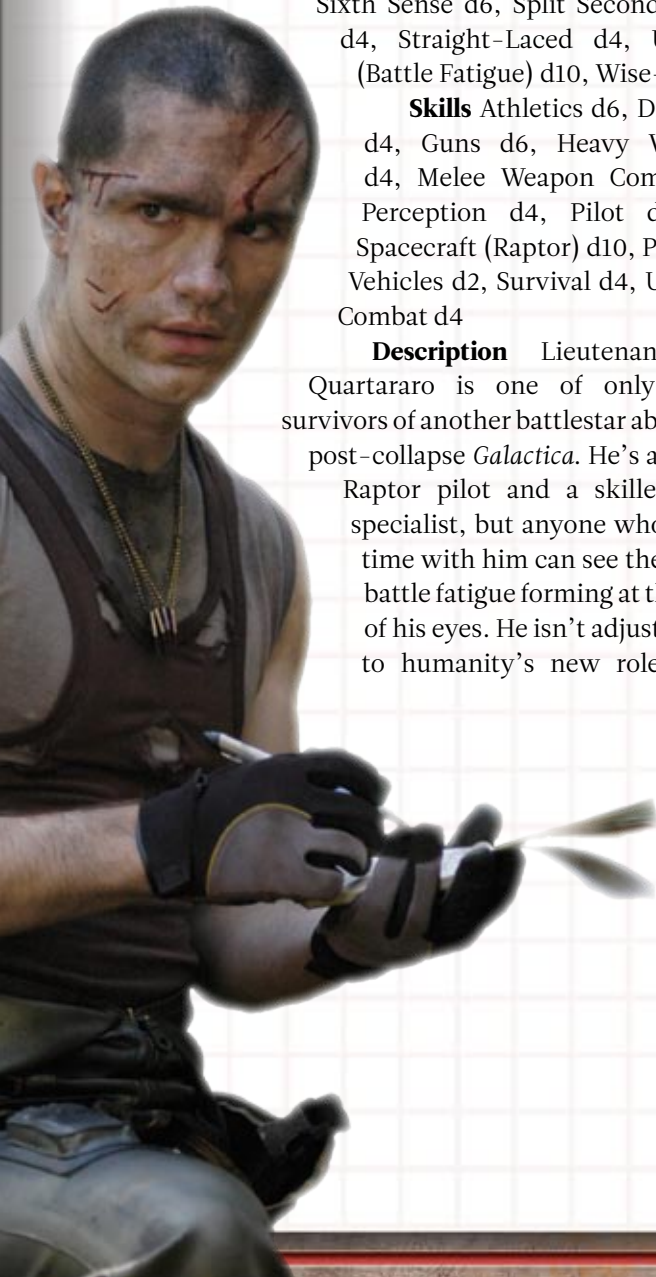 Sixth Sense d6, Split Second
d4, Straight-Laced d4,
(Battle Fatigue) d10, Wise-
Skills Athletics d6, D
d4, Guns d6, Heavy
d4, Melee Weapon Com
Perception d4, Pilot d
Spacecraft (Raptor) d10, P
Vehicles d2, Survival d4, U
Combat d4
Description Lieutenan
Quartararo is one of only
survivors of another battlestar ab
post-collapse Galactica. He’s a
Raptor pilot and a skille
specialist, but anyone who
time with him can see the
battle fatigue forming at t
of his eyes. He isn’t adjust
to humanity’s new role